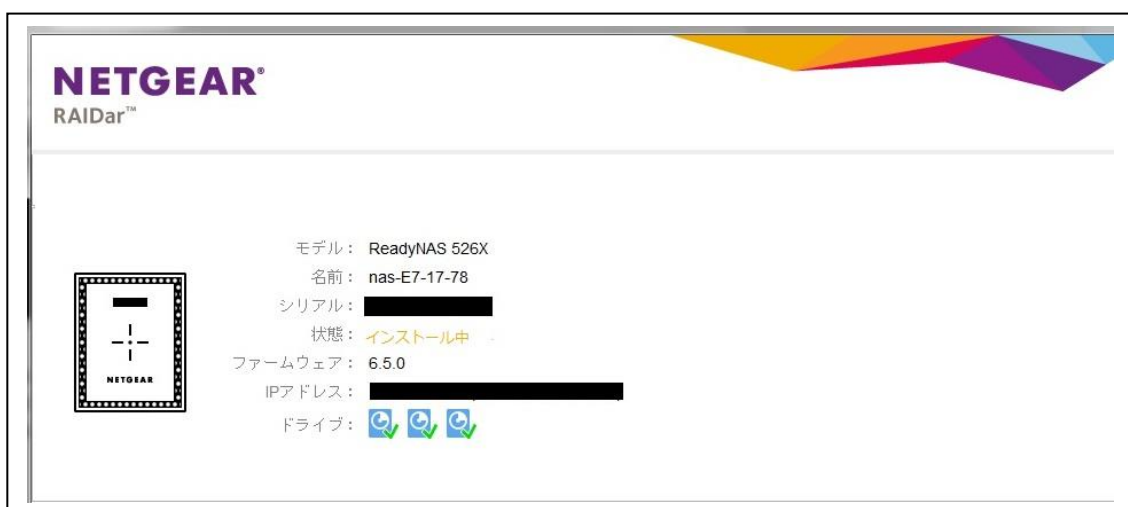 NETGEAR®
RAIDar™
モデル： ReadyNAS 526X
名前： nas-E7-17-78
シリアル：
状態： インストール中
ファームウェア： 6.5.0
IPアドレス：
ドライブ：
NETGEAR